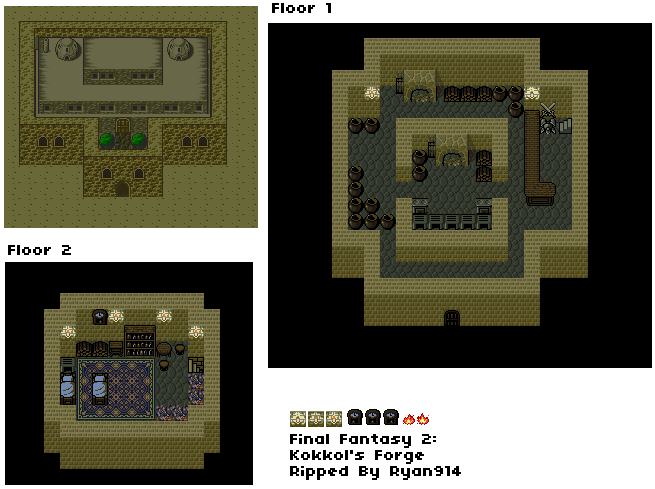 Floor 1
Floor 2
Final Fantasy 2:
Kokkol's Forge
Ripped By Ryan914